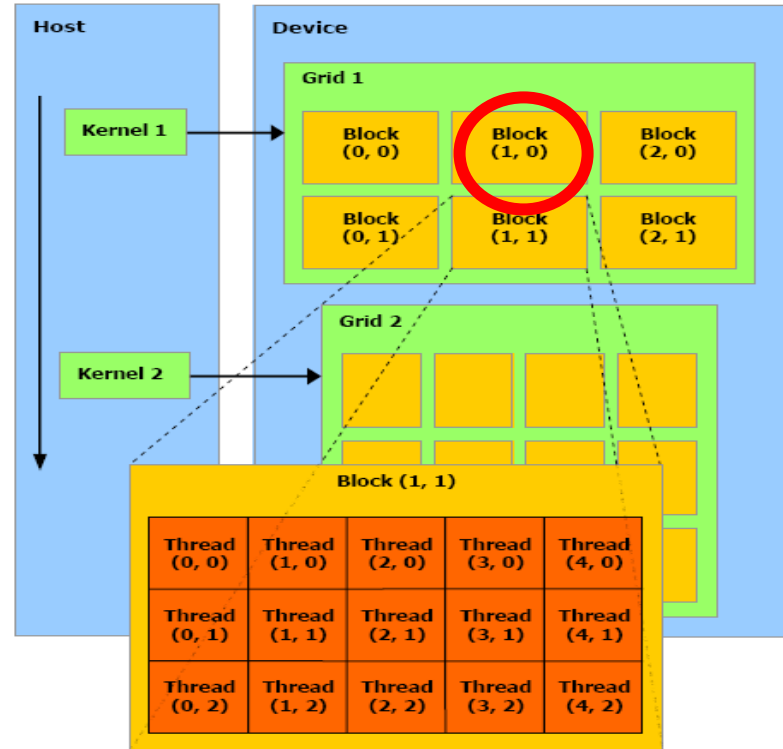 Host
Device
Grid 1
Kernel 1
Block
(0, 0)
Block
(1, 0)
Block
(2, 0)
Block
(0, 1)
Block
(1, 1)
Block
(2, 1)
Grid 2
Kernel 2
Block (1, 1)
Thread
(0, 0)
Thread
(1, 0)
Thread
(2, 0)
Thread
(3, 0)
Thread
(4, 0)
Thread
(0, 1)
Thread
(1, 1)
Thread
(2, 1)
Thread
(3, 1)
Thread
(4, 1)
Thread
(0, 2)
Thread
(1, 2)
Thread
(2, 2)
Thread
(3, 2)
Thread
(4, 2)